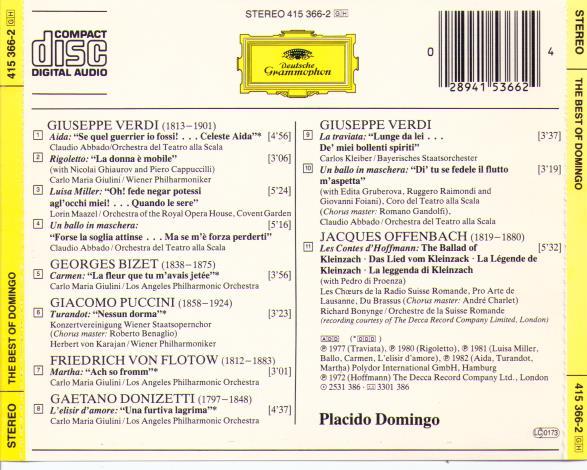 415 366-2 GH
THE BEST OF DOMINGO
STEREO
STEREO 415 366-2 GH
COMPACT
disc
DIGITAL AUDIO
Deutsche
Grammophon
0
28941 53662
4
GIUSEPPE VERDI (1813–1901)
1 Aida: “Se quel guerrier io fossi! . . . Celeste Aida”* [4'56]
Claudio Abbado/Orchestra del Teatro alla Scala
2 Rigoletto: “La donna è mobile” [3'06]
(with Nicolai Ghiaurov and Piero Cappuccilli)
Carlo Maria Giulini/Wiener Philharmoniker
3 Luisa Miller: “Oh! fede negar potessi [5'24]
agl'occhi miei! . . . Quando le sere”
Lorin Maazel/Orchestra of the Royal Opera House, Covent Garden
4 Un ballo in maschera: [5'16]
“Forse la soglia attinse . . . Ma se m'è forza perderti”
Claudio Abbado/Orchestra del Teatro alla Scala
GEORGES BIZET (1838–1875)
5 Carmen: “La fleur que tu m'avais jetée”* [3'56]
Carlo Maria Giulini/Los Angeles Philharmonic Orchestra
GIACOMO PUCCINI (1858–1924)
6 Turandot: “Nessun dorma”* [3'23]
Konzertvereinigung Wiener Staatsopernchor
(Chorus master: Roberto Benaglio)
Herbert von Karajan/Wiener Philharmoniker
FRIEDRICH VON FLOTOW (1812–1883)
7 Martha: “Ach so fromm”* [3'01]
Carlo Maria Giulini/Los Angeles Philharmonic Orchestra
GAETANO DONIZETTI (1797–1848)
8 L'elisir d'amore: “Una furtiva lagrima”* [4'37]
Carlo Maria Giulini/Los Angeles Philharmonic Orchestra
GIUSEPPE VERDI
9 La traviata: “Lunge da lei . . . [3'37]
De' miei bollenti spiriti”
Carlos Kleiber/Bayerisches Staatsorchester
10 Un ballo in maschera: “Di' tu se fedele il flutto [3'19]
m'aspetta”
(with Edita Gruberova, Ruggero Raimondi and
Giovanni Foiani), Coro del Teatro alla Scala
(Chorus master: Romano Gandolfi),
Claudio Abbado/Orchestra del Teatro alla Scala
JACQUES OFFENBACH (1819–1880)
11 Les Contes d'Hoffmann: The Ballad of [5'32]
Kleinzach · Das Lied vom Kleinzack · La Légende de
Kleinzach · La leggenda di Kleinzach
(with Pedro di Proenza)
Les Chœurs de la Radio Suisse Romande, Pro Arte de
Lausanne, Du Brassus (Chorus master: André Charlet)
Richard Bonynge/Orchestre de la Suisse Romande
(recording courtesy of The Decca Record Company Limited, London)
ADD (*DDD)
℗ 1977 (Traviata), ℗ 1980 (Rigoletto), ℗ 1981 (Luisa Miller,
Ballo, Carmen, L'elisir d'amore), ℗ 1982 (Aida, Turandot,
Martha) Polydor International GmbH, Hamburg
℗ 1972 (Hoffmann) The Decca Record Company Ltd., London
2531 386 · 3301 386
Placido Domingo
LC 0173
STEREO
THE BEST OF DOMINGO
415 366-2 GH